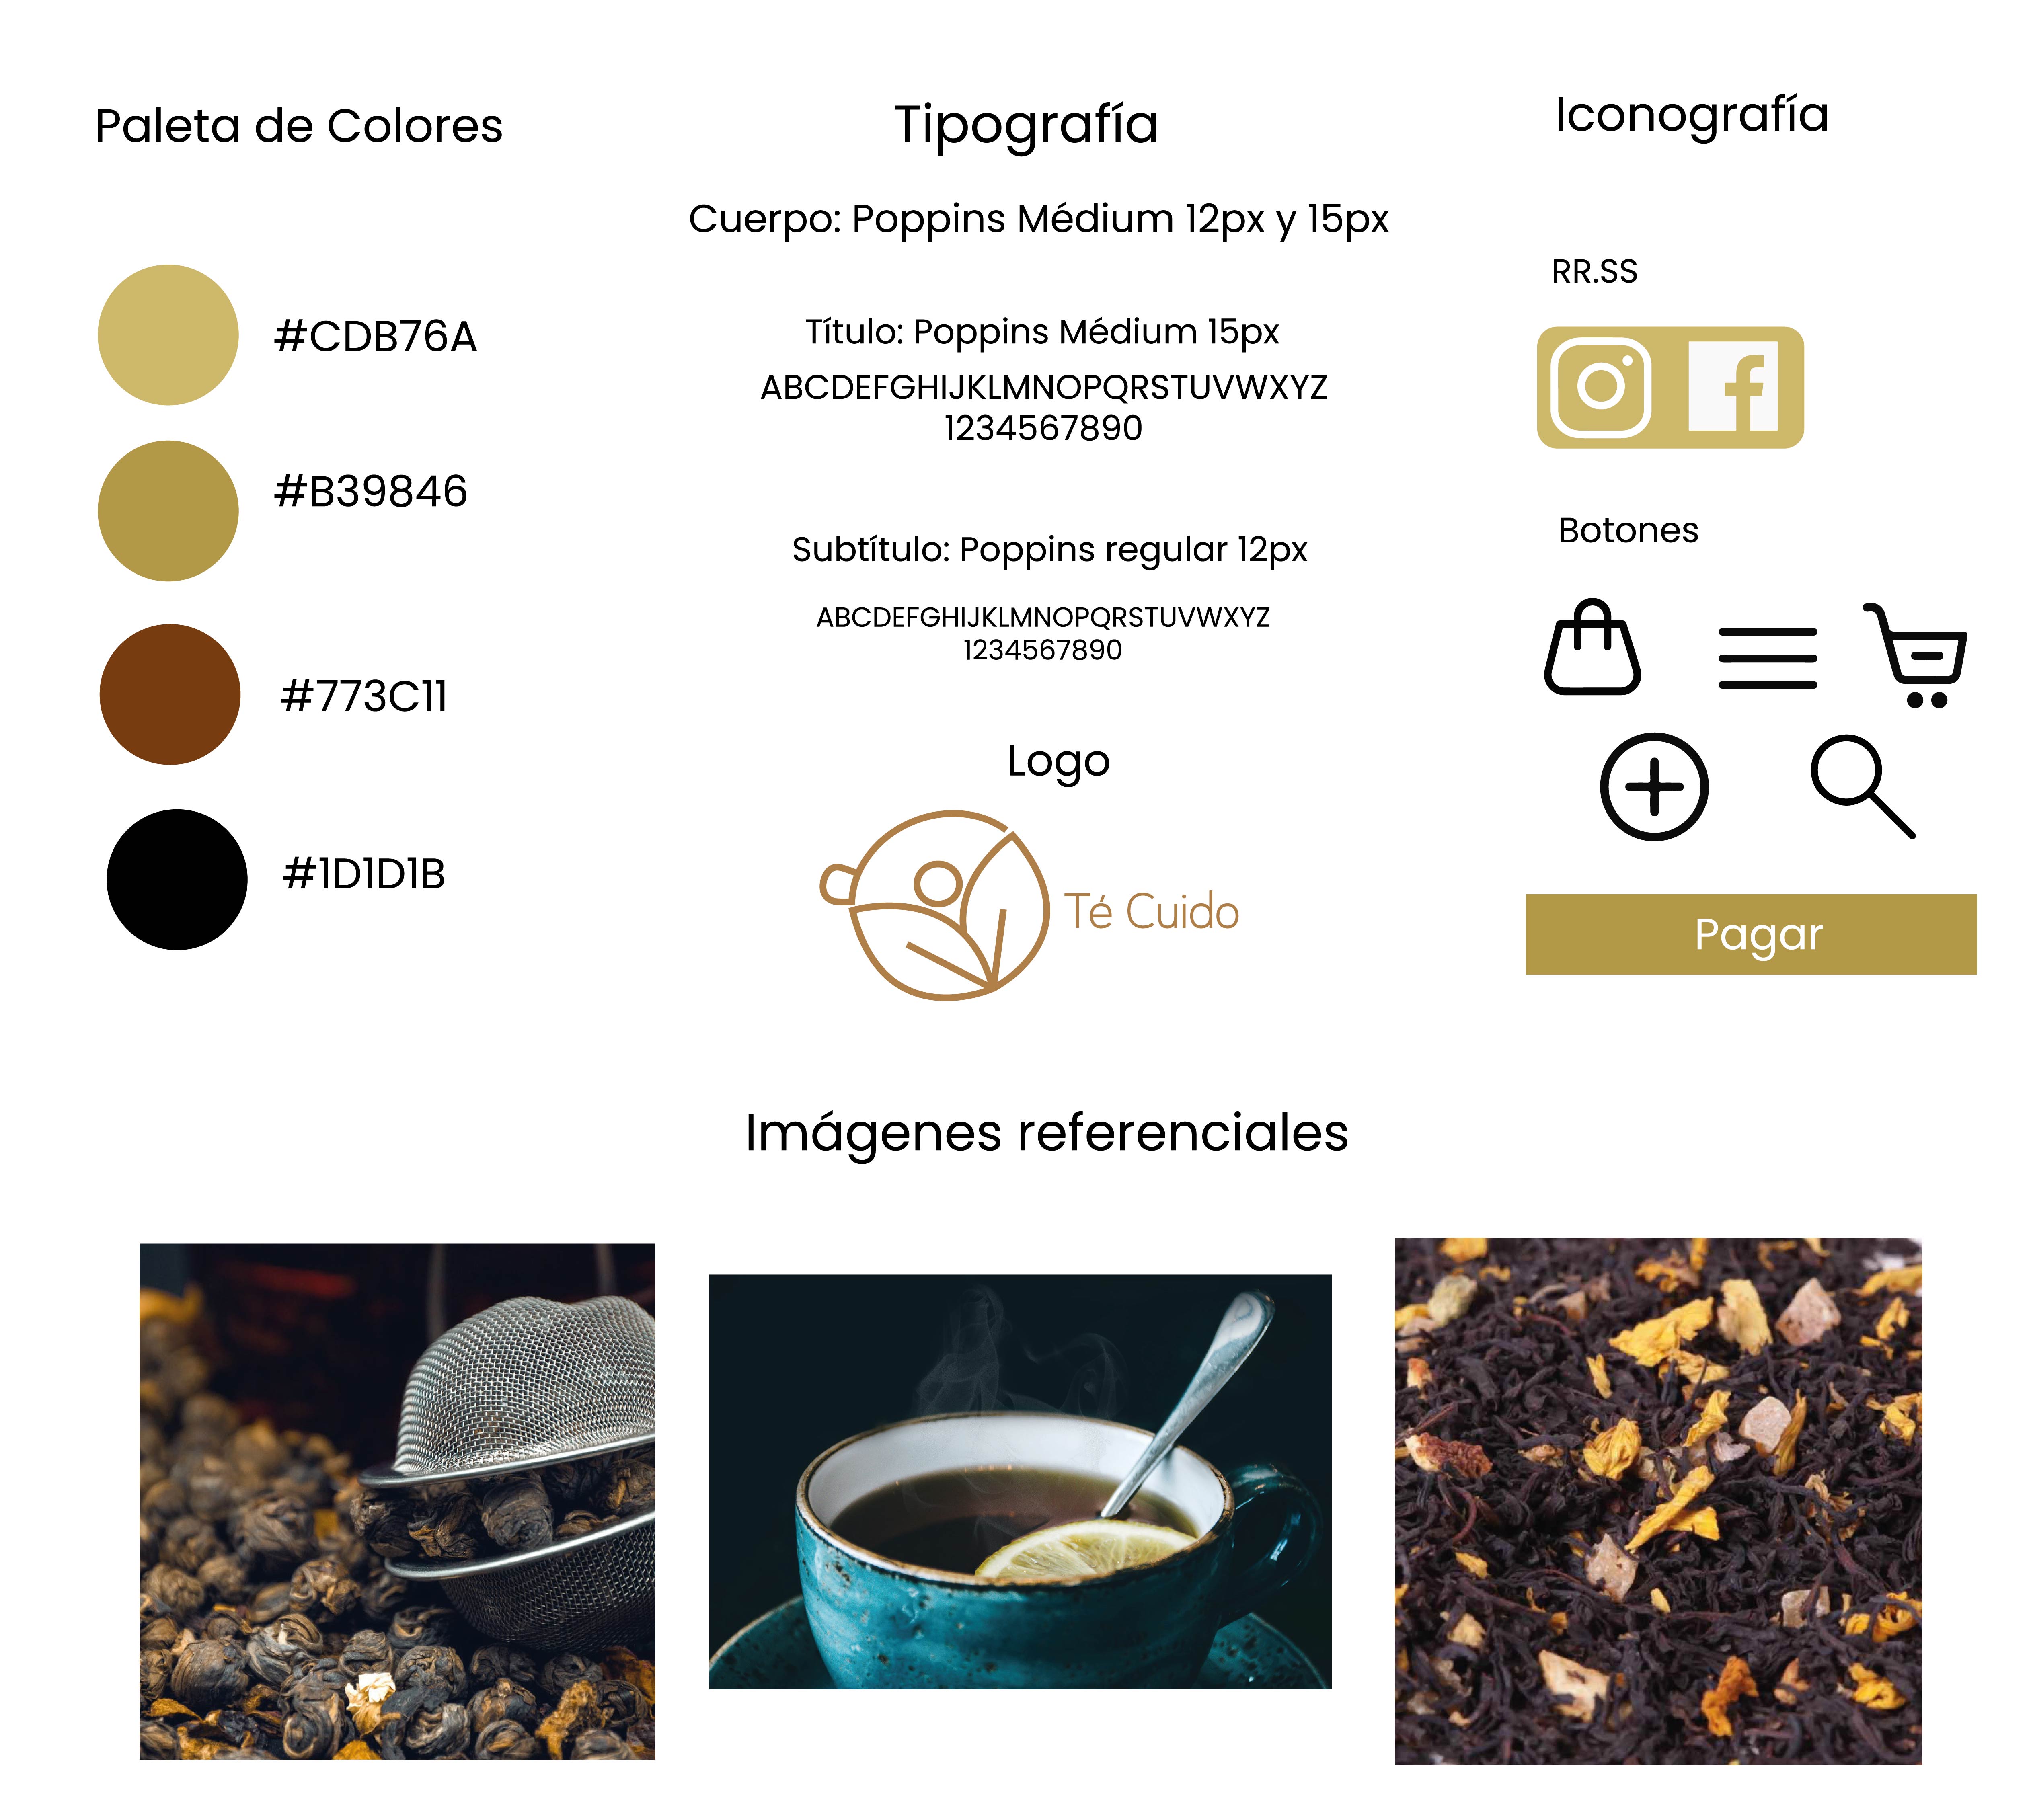 Paleta de Colores
#CDB76A
#B39846
#773C11
#1D1D1B
Tipografía
Cuerpo: Poppins Médium 12px y 15px
Título: Poppins Médium 15px
ABCDEFGHIJKLMNOPQRSTUVWXYZ
1234567890
Subtítulo: Poppins regular 12px
ABCDEFGHIJKLMNOPQRSTUVWXYZ
1234567890
Logo
Té Cuido
Iconografía
RR.SS
Botones
Pagar
Imágenes referenciales